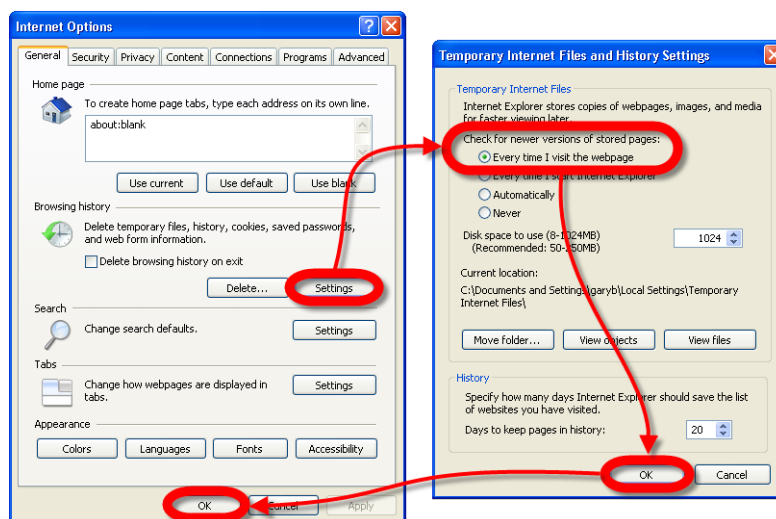 Internet Options
General Security Privacy Content Connections Programs Advanced
Home page
To create home page tabs, type each address on its own line.
about:blank
Use current Use default Use blank
Browsing history
Delete temporary files, history, cookies, saved passwords,
and web form information.
Delete browsing history on exit
Delete... Settings
Search
Change search defaults. Settings
Tabs
Change how webpages are displayed in
tabs.
Settings
Appearance
Colors Languages Fonts Accessibility
OK Cancel Apply
Temporary Internet Files and History Settings
Temporary Internet Files
Internet Explorer stores copies of webpages, images, and media
for faster viewing later.
Check for newer versions of stored pages:
Every time I visit the webpage
Every time I start Internet Explorer
Automatically
Never
Disk space to use (8-1024MB) 1024
(Recommended: 50-250MB)
Current location:
C:\Documents and Settings\garyb\Local Settings\Temporary
Internet Files\
Move folder... View objects View files
History
Specify how many days Internet Explorer should save the list
of websites you have visited.
Days to keep pages in history: 20
OK Cancel